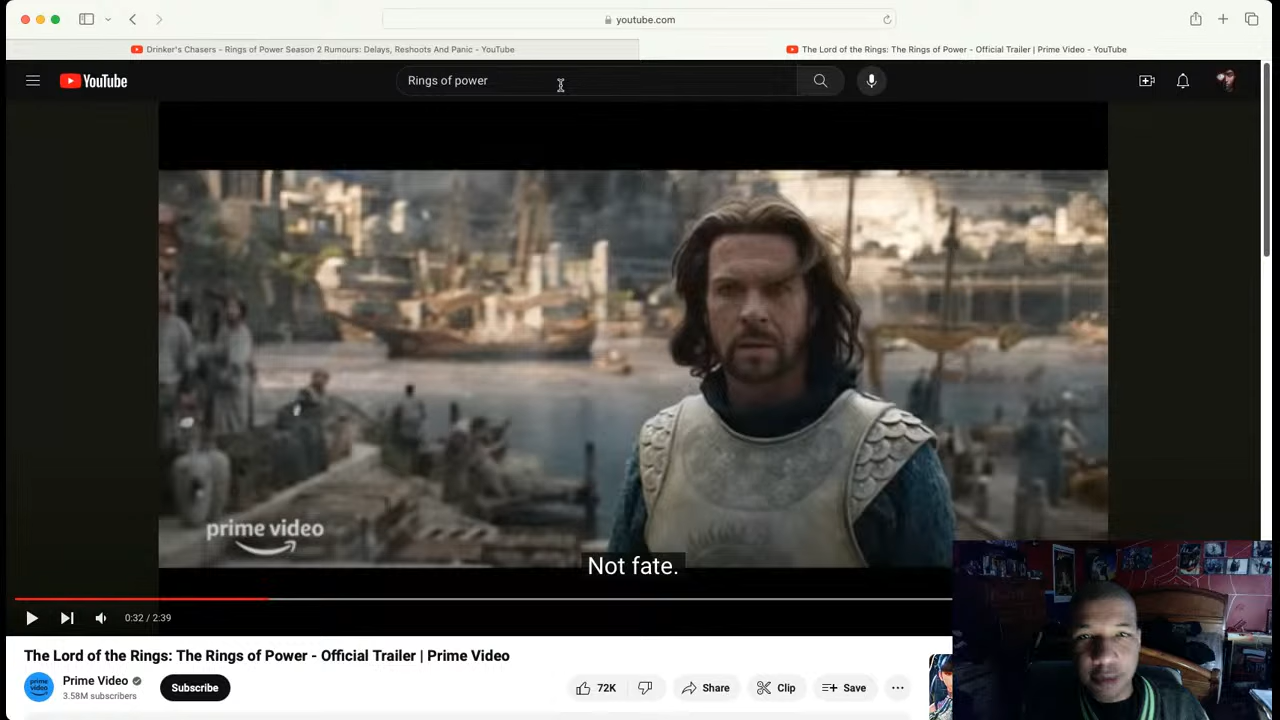 youtube.com
Drinker's Chasers - Rings of Power Season 2 Rumours: Delays, Reshoots And Panic - YouTube
The Lord of the Rings: The Rings of Power - Official Trailer | Prime Video - YouTube
YouTube
Rings of power
prime video
Not fate.
0:32 / 2:39
The Lord of the Rings: The Rings of Power - Official Trailer | Prime Video
prime video
Prime Video
3.58M subscribers
Subscribe
72K
Share
Clip
Save